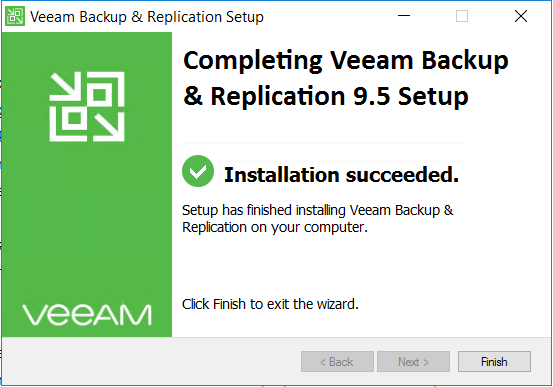 Veeam Backup & Replication Setup
Completing Veeam Backup
& Replication 9.5 Setup
Installation succeeded.
Setup has finished installing Veeam Backup &
Replication on your computer.
Click Finish to exit the wizard.
veeAM
< Back
Next >
Finish